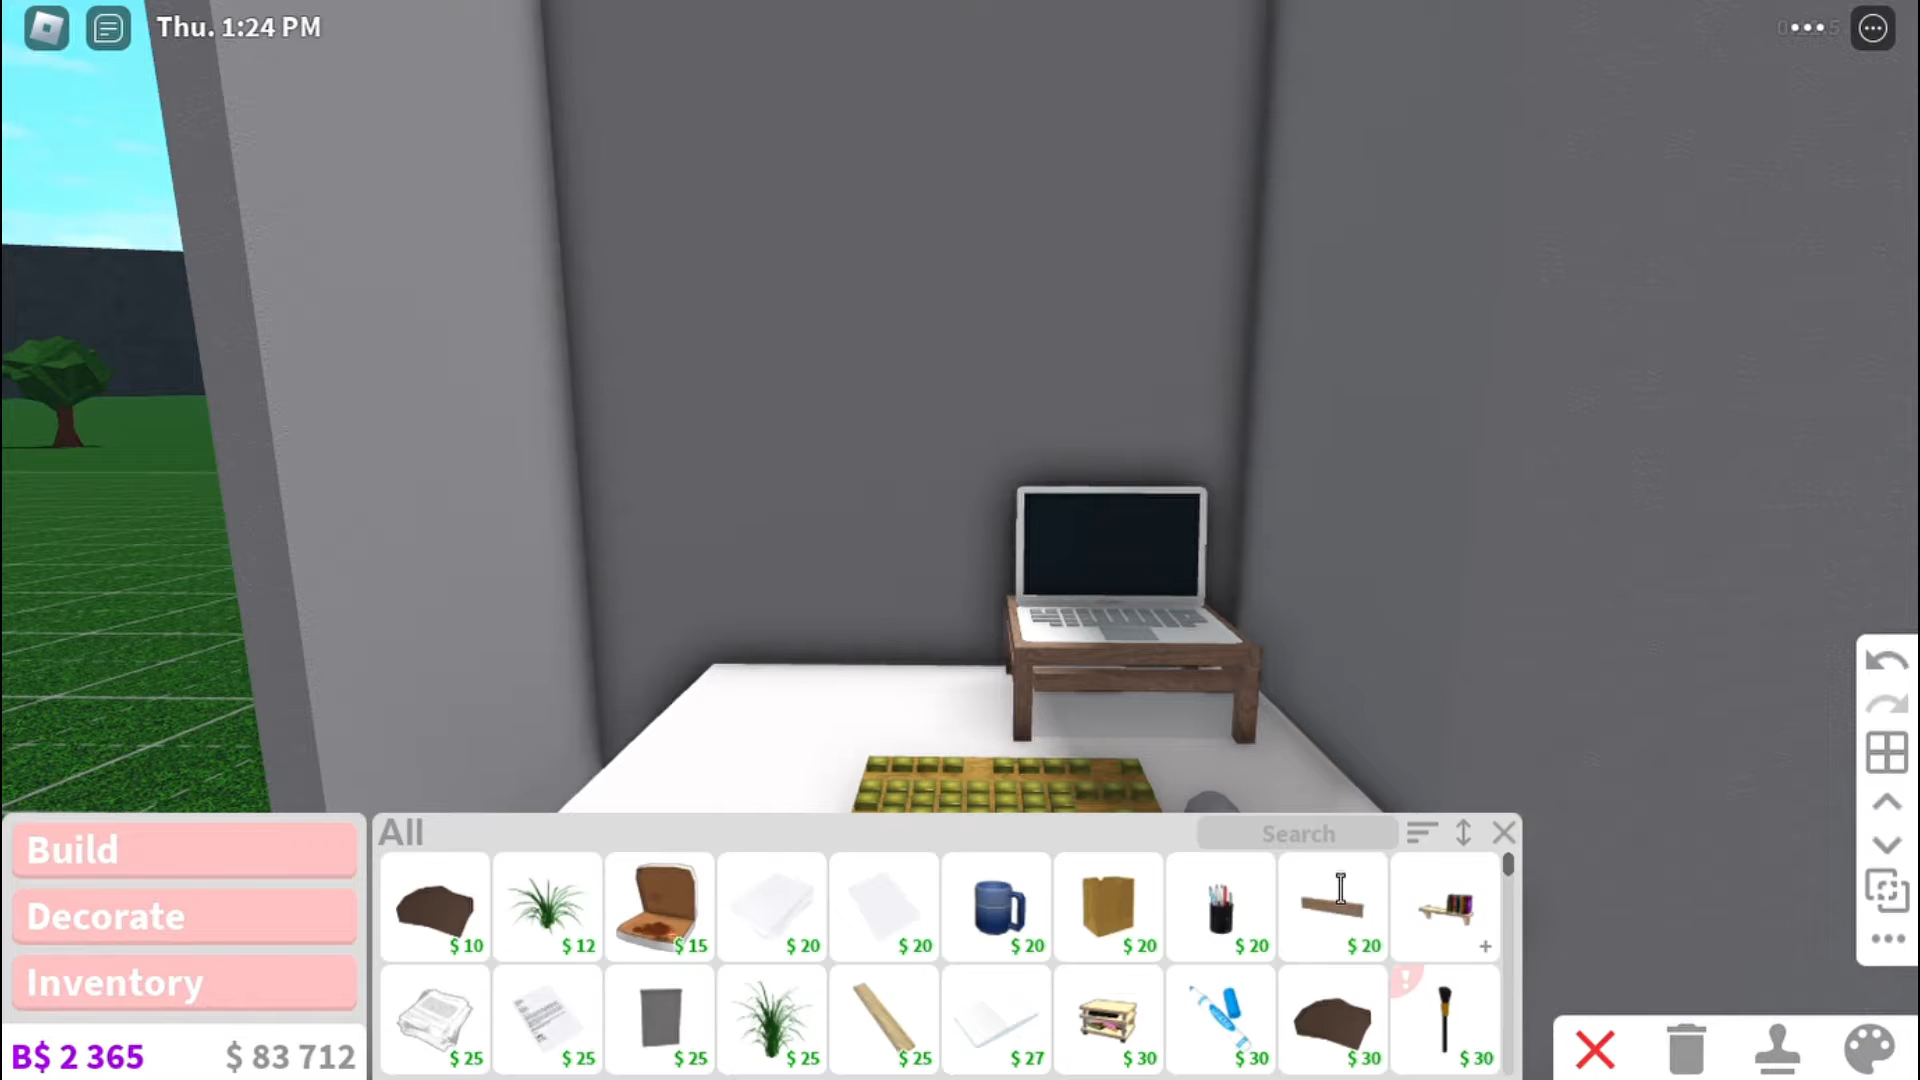 Thu. 1:24 PM
Build
Decorate
Inventory
B$ 2 365
$ 83 712
All
Search
$ 10
$ 12
$ 15
$ 20
$ 20
$ 20
$ 20
$ 20
$ 20
+
$ 25
$ 25
$ 25
$ 25
$ 25
$ 27
$ 30
$ 30
$ 30
!
$ 30